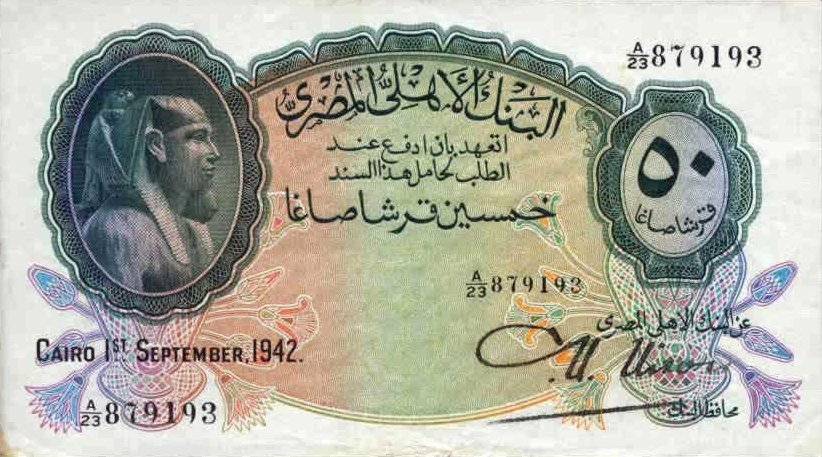 A/23 879193
البنك الأهلى المصرى
اتعهد بان ادفع عند
الطلب لحامل هذا السند
خمسين قرشا صاغا
٥٠
قرشا صاغا
A/23 879193
عن البنك الاهلى المصرى
CAIRO 1ST SEPTEMBER, 1942.
A/23 879193
محافظ البنك